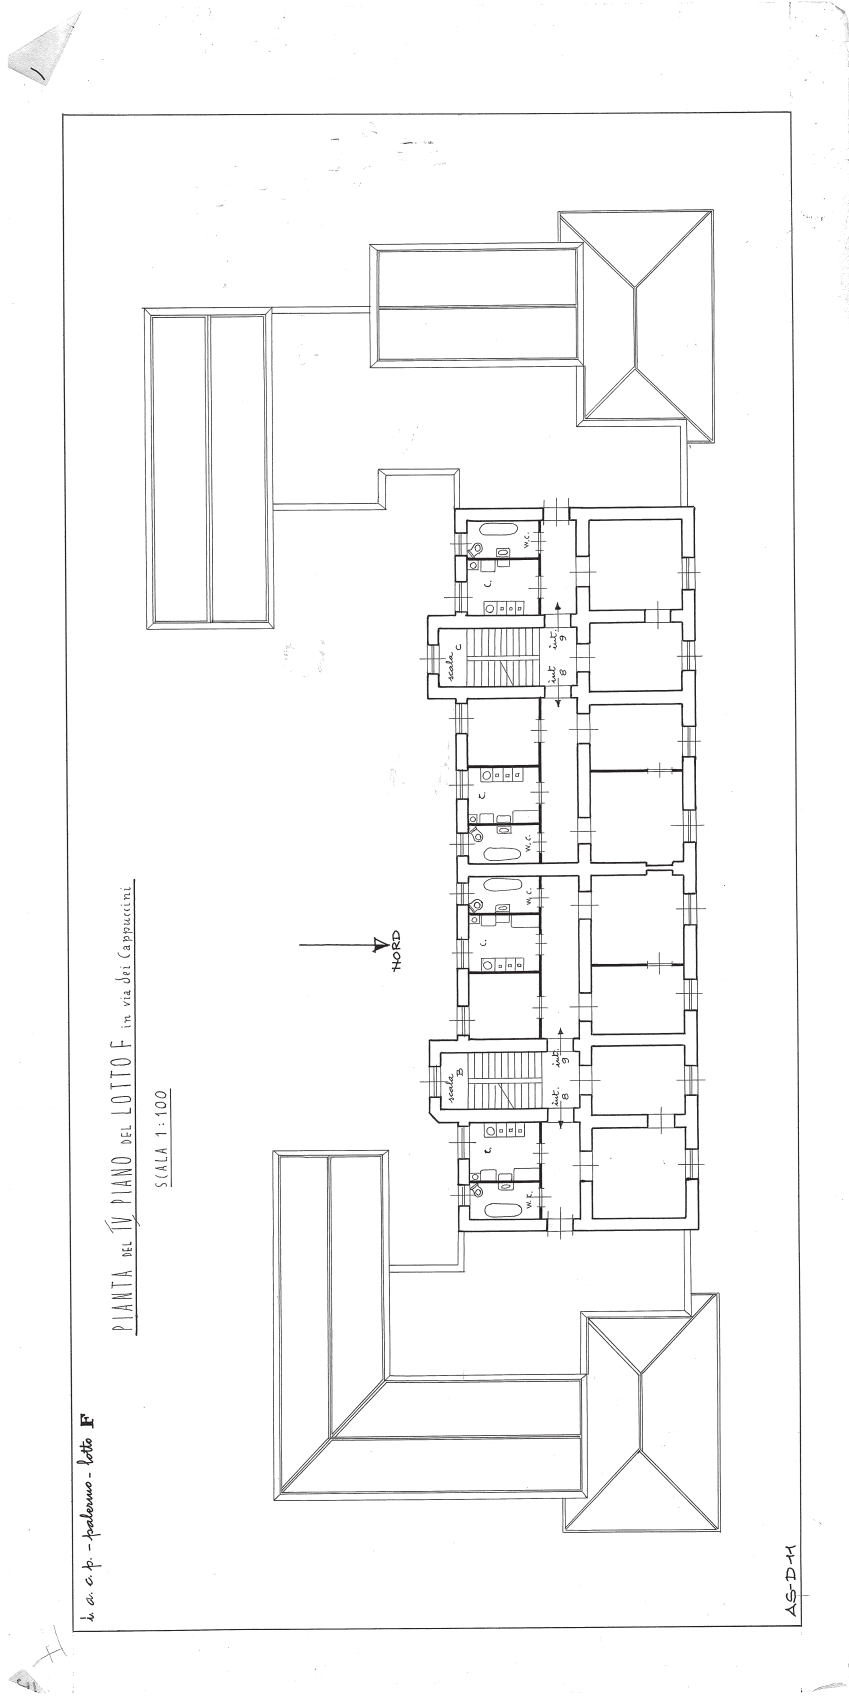 i. a. c. p. - palermo - lotto F
PIANTA DEL IV PIANO DEL LOTTO F in via dei Cappuccini
SCALA 1:100
NORD
scala B
int. 8
int. 9
C.
W.C.
C.
W.C.
W.C.
C.
scala C
int 8
int. 9
C.
W.C.
AS-D-11